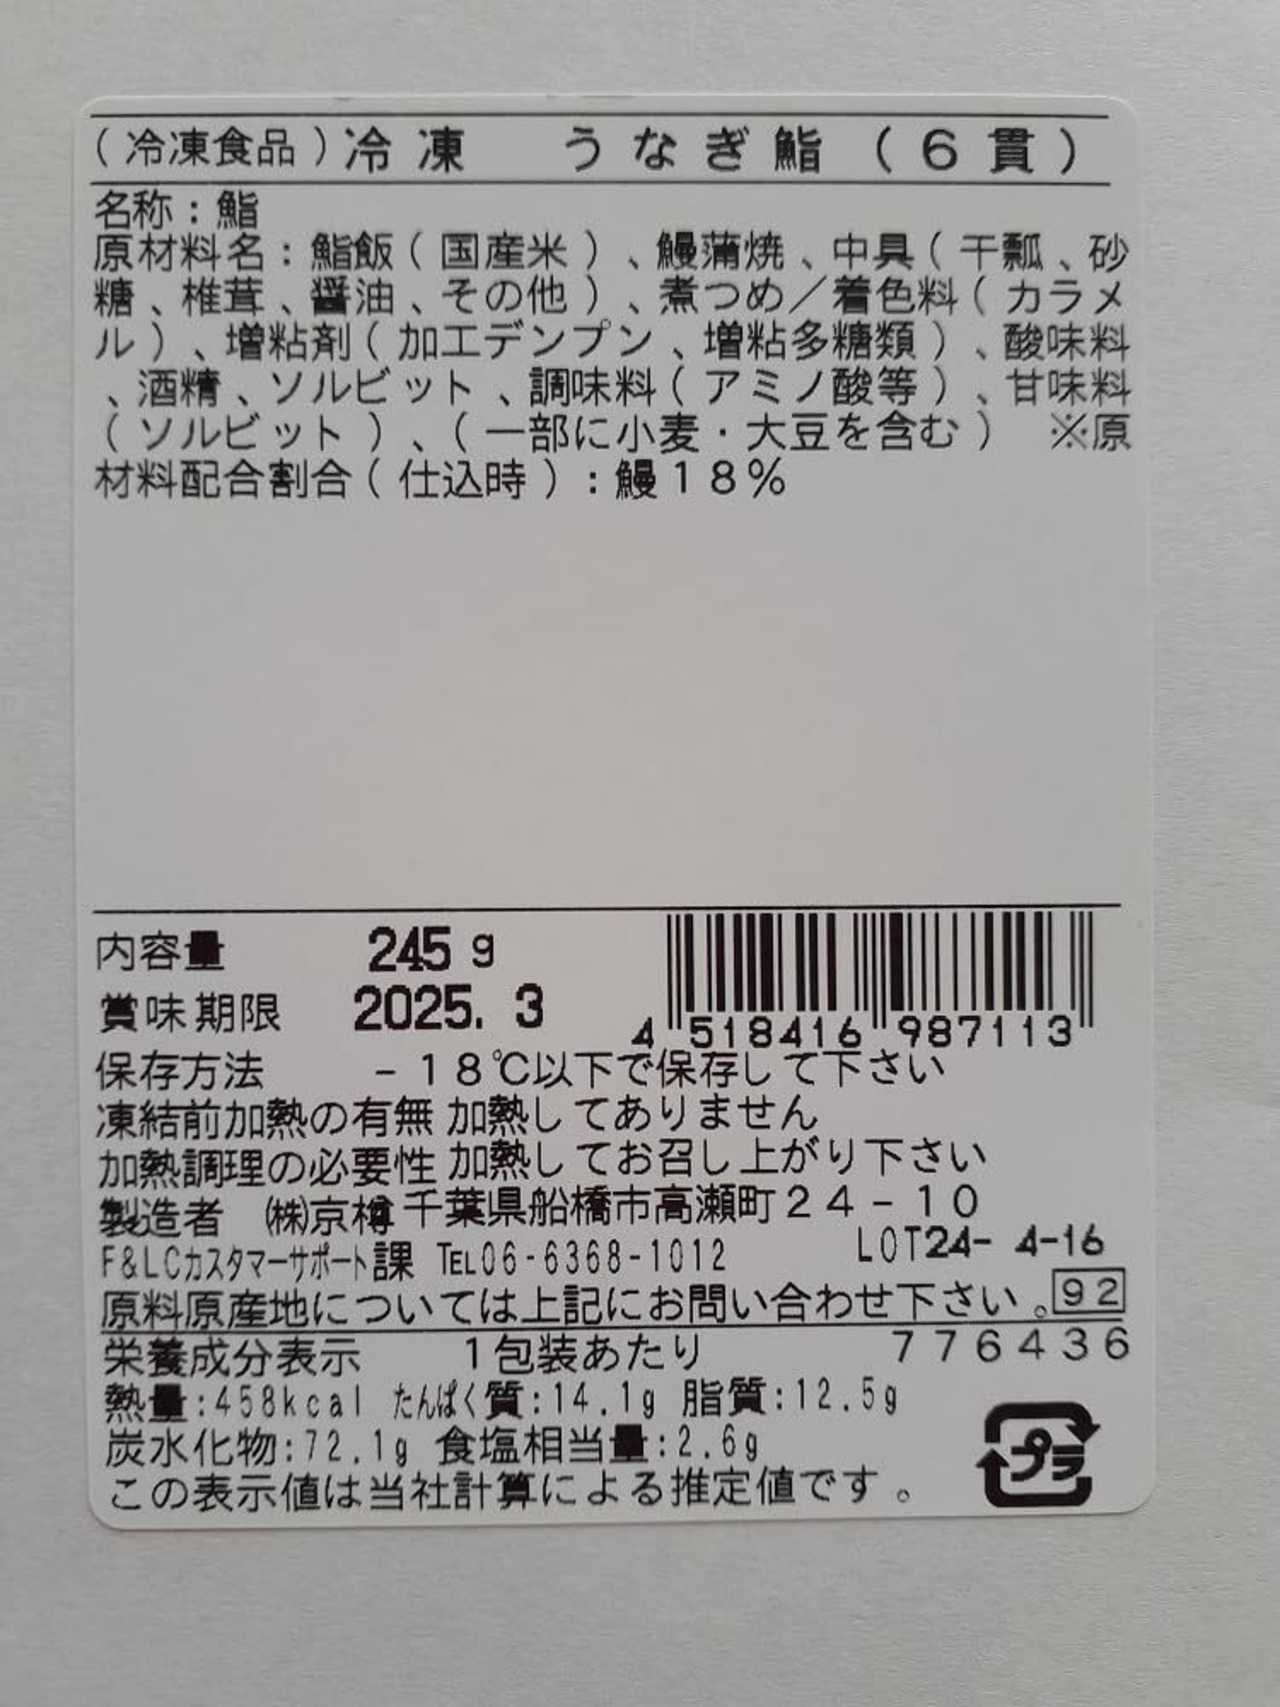 (冷凍食品)冷凍　うなぎ鮨(6貫)
名称:鮨
原材料名:鮨飯(国産米)、鰻蒲焼、中具(干瓢、砂
糖、椎茸、醤油、その他)、煮つめ/着色料(カラメ
ル)、増粘剤(加工デンプン、増粘多糖類)、酸味料
、酒精、ソルビット、調味料(アミノ酸等)、甘味料
(ソルビット)、(一部に小麦・大豆を含む)　※原
材料配合割合(仕込時):鰻18%
内容量　245g
賞味期限　2025. 3
4 518416 987113
保存方法　-18℃以下で保存して下さい
凍結前加熱の有無 加熱してありません
加熱調理の必要性 加熱してお召し上がり下さい
製造者　㈱京樽 千葉県船橋市高瀬町24-10
F&LCカスタマーサポート課 TEL06-6368-1012　LOT24- 4-16
原料原産地については上記にお問い合わせ下さい。92
栄養成分表示　1包装あたり　776436
熱量:458kcal たんぱく質:14.1g 脂質:12.5g
炭水化物:72.1g 食塩相当量:2.6g
この表示値は当社計算による推定値です。
プラ